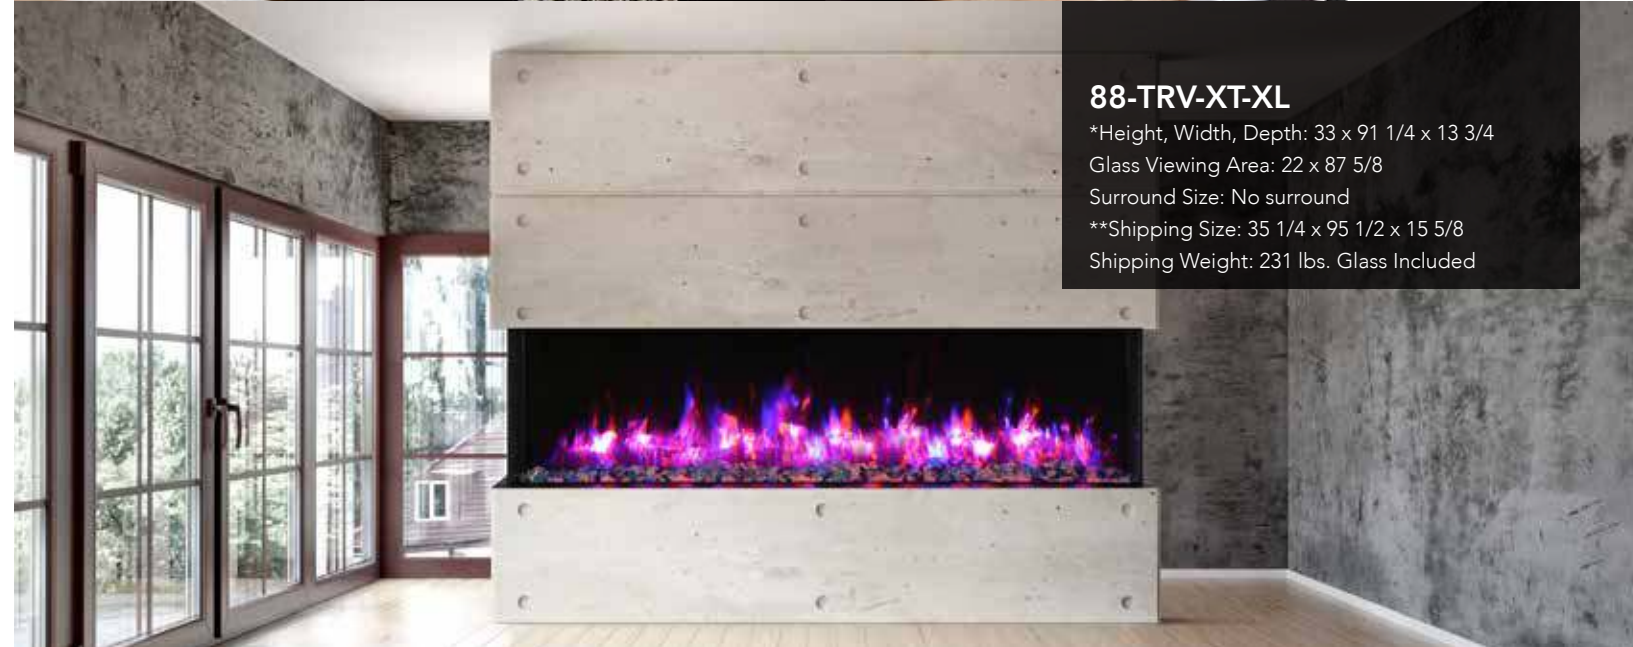 88-TRV-XT-XL
*Height, Width, Depth: 33 x 91 1/4 x 13 3/4
Glass Viewing Area: 22 x 87 5/8
Surround Size: No surround
**Shipping Size: 35 1/4 x 95 1/2 x 15 5/8
Shipping Weight: 231 lbs. Glass Included